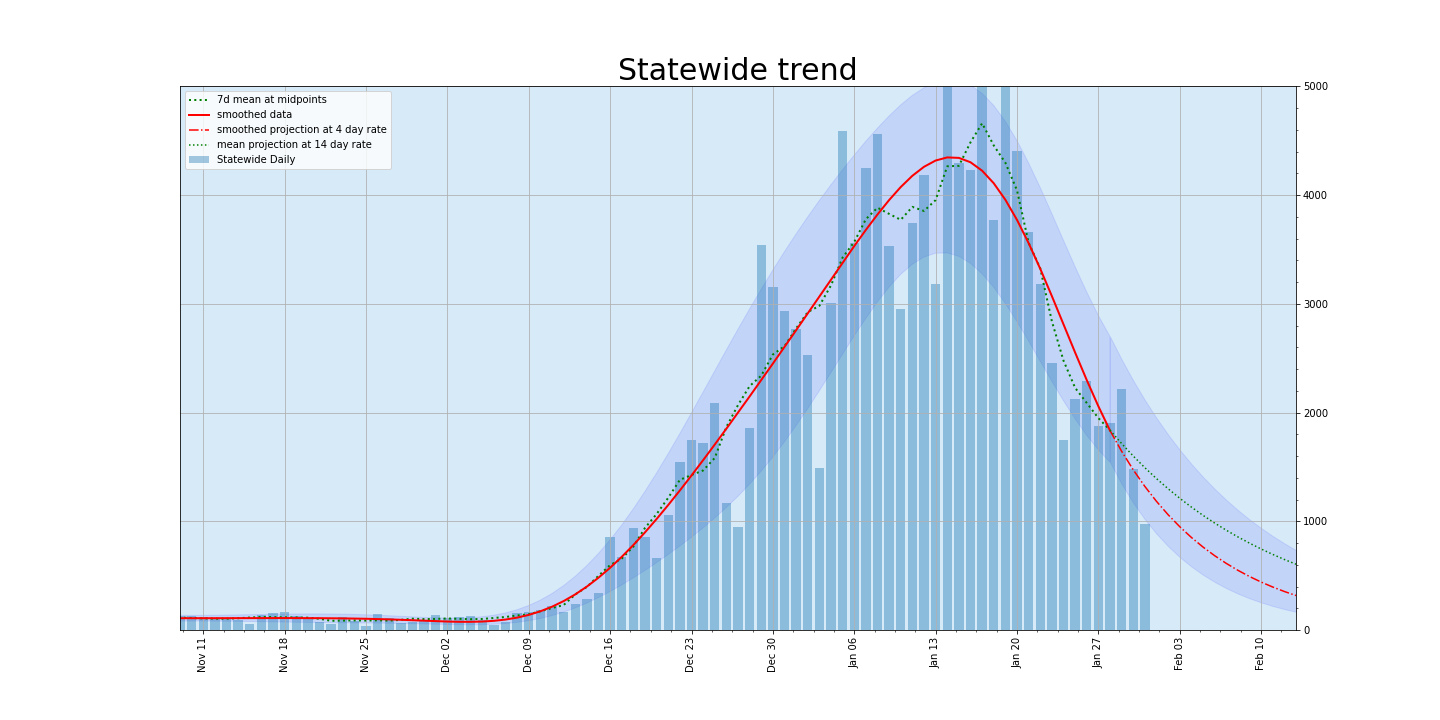 Statewide trend
7d mean at midpoints
smoothed data
smoothed projection at 4 day rate
mean projection at 14 day rate
Statewide Daily
5000
4000
3000
2000
1000
0
Nov 11
Nov 18
Nov 25
Dec 02
Dec 09
Dec 16
Dec 23
Dec 30
Jan 06
Jan 13
Jan 20
Jan 27
Feb 03
Feb 10